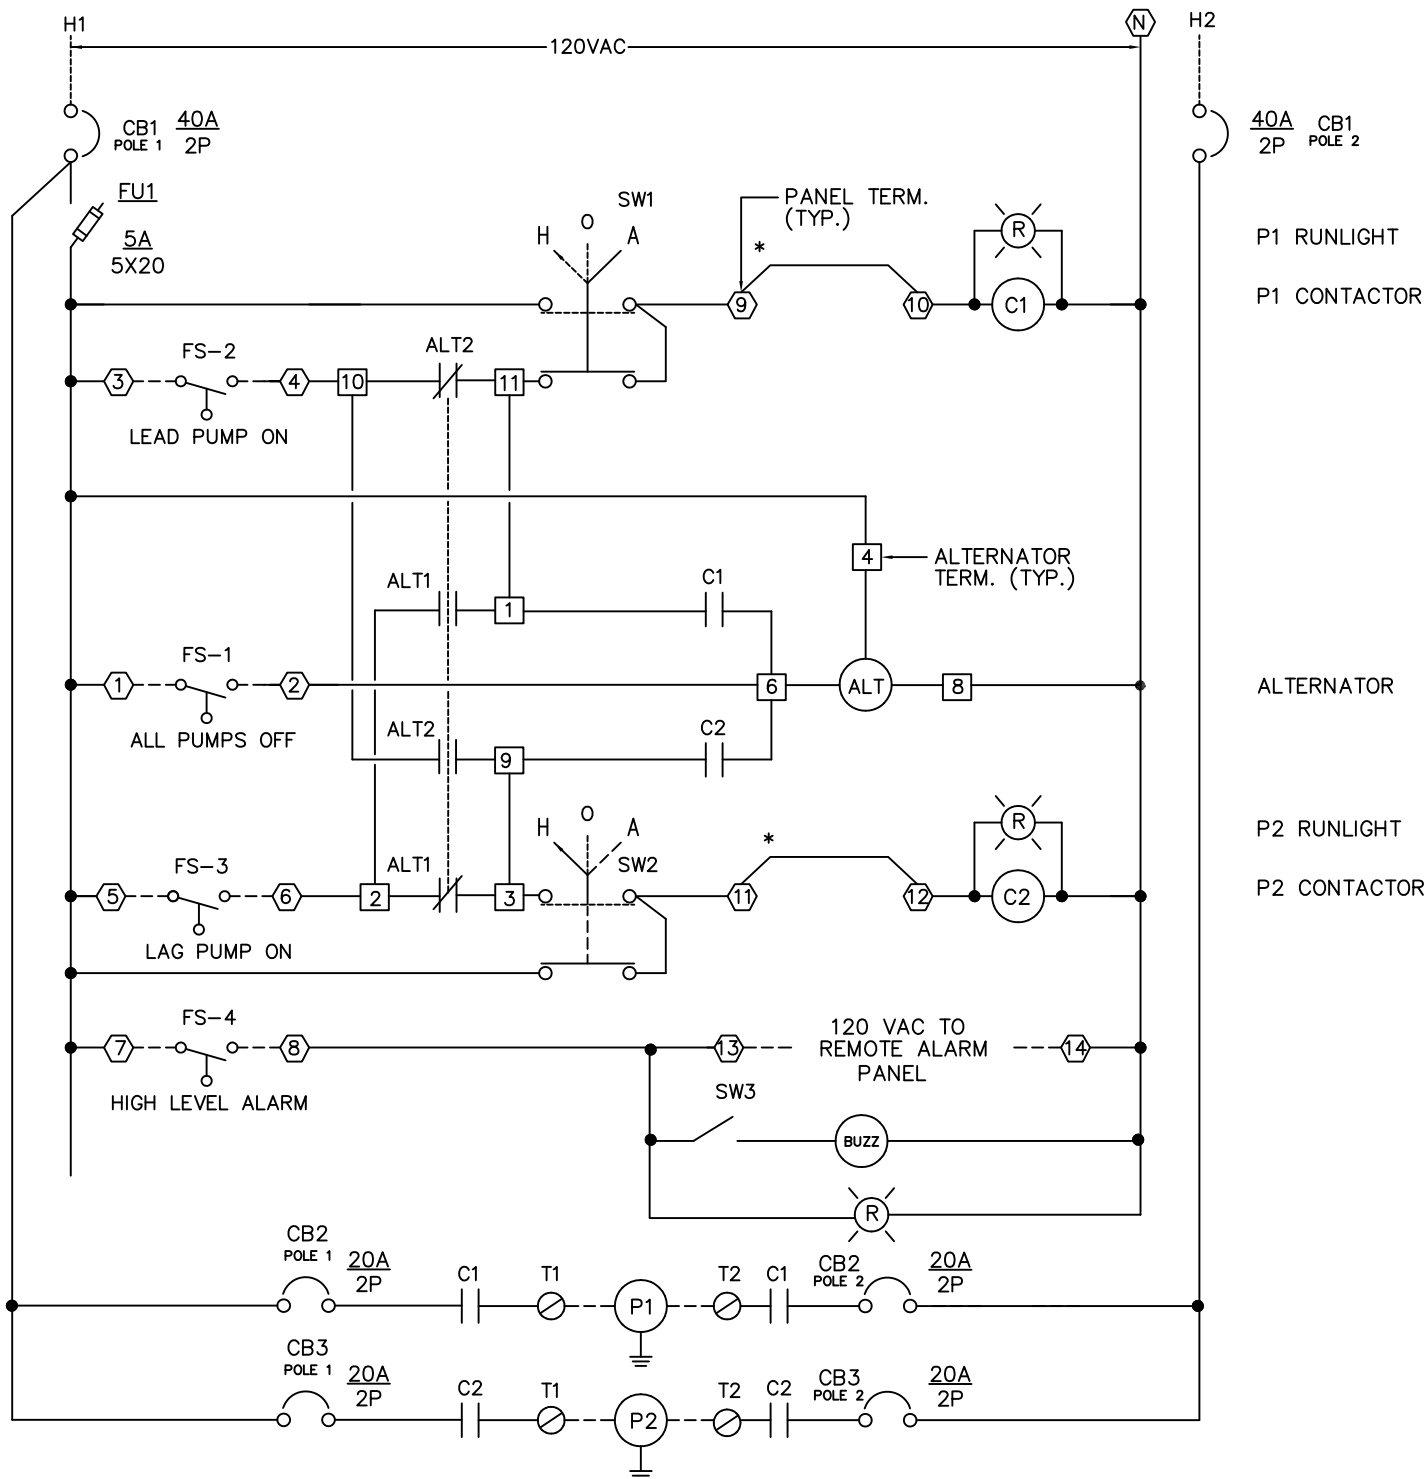 H1
N
H2
120VAC
CB1
POLE 1
40A
2P
40A
2P
CB1
POLE 2
FU1
5A
5X20
SW1
H
O
A
PANEL TERM.
(TYP.)
*
R
P1 RUNLIGHT
9
10
C1
P1 CONTACTOR
FS-2
ALT2
3
4
10
11
LEAD PUMP ON
4
ALTERNATOR
TERM. (TYP.)
ALT1
C1
1
FS-1
1
2
6
ALT
8
ALTERNATOR
ALL PUMPS OFF
ALT2
C2
9
H
O
A
SW2
*
R
P2 RUNLIGHT
FS-3
ALT1
5
6
2
3
11
12
C2
P2 CONTACTOR
LAG PUMP ON
FS-4
7
8
13
120 VAC TO
REMOTE ALARM
PANEL
14
HIGH LEVEL ALARM
SW3
BUZZ
R
CB2
POLE 1
20A
2P
C1
T1
P1
T2
C1
CB2
POLE 2
20A
2P
CB3
POLE 1
20A
2P
C2
T1
P2
T2
C2
CB3
POLE 2
20A
2P